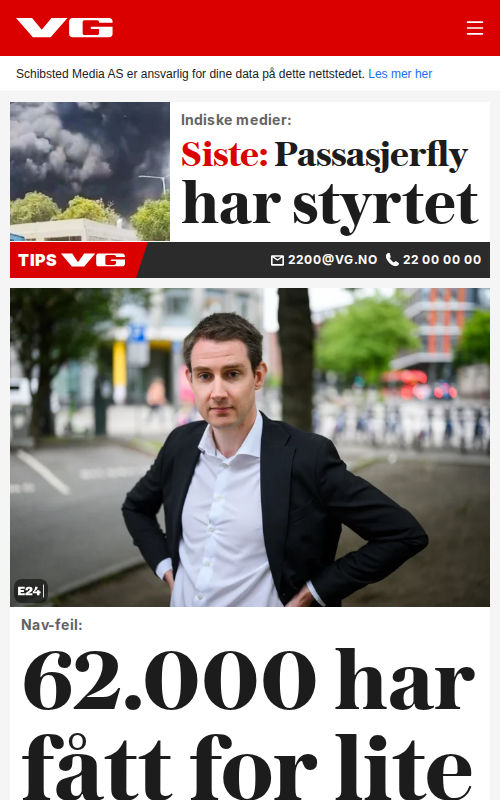 VG
Schibsted Media AS er ansvarlig for dine data på dette nettstedet. Les mer her
Indiske medier:
Siste: Passasjerfly
har styrtet
TIPS VG 2200@VG.NO 22 00 00 00
E24
Nav-feil:
62.000 har
fått for lite